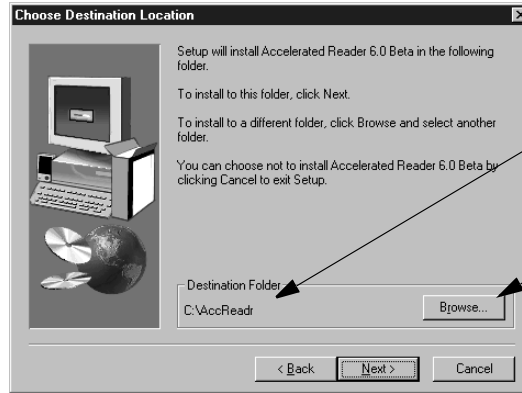 Choose Destination Location
Setup will install Accelerated Reader 6.0 Beta in the following
folder.
To install to this folder, click Next.
To install to a different folder, click Browse and select another
folder.
You can choose not to install Accelerated Reader 6.0 Beta by
clicking Cancel to exit Setup.
Destination Folder
C:\AccReadr
Browse...
< Back
Next >
Cancel